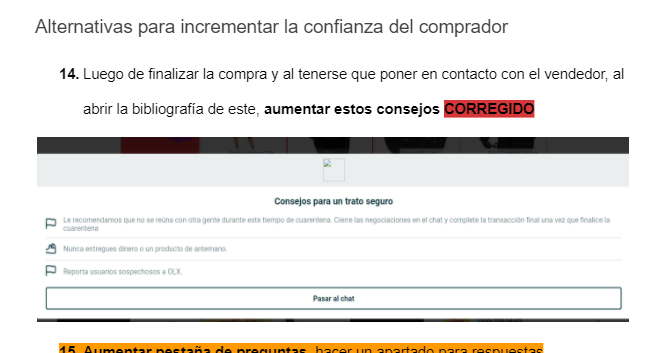 Alternativas para incrementar la confianza del comprador
14. Luego de finalizar la compra y al tenerse que poner en contacto con el vendedor, al
abrir la bibliografía de este, aumentar estos consejos CORREGIDO
Consejos para un trato seguro
Le recomendamos que no se reúna con otra gente durante este tiempo de cuarentena. Cierre las negociaciones en el chat y complete la transacción final una vez que finalice la
cuarentena
Nunca entregues dinero o un producto de antemano.
Reporta usuarios sospechosos a OLX.
Pasar al chat
15. Aumentar pestaña de preguntas, hacer un apartado para respuestas